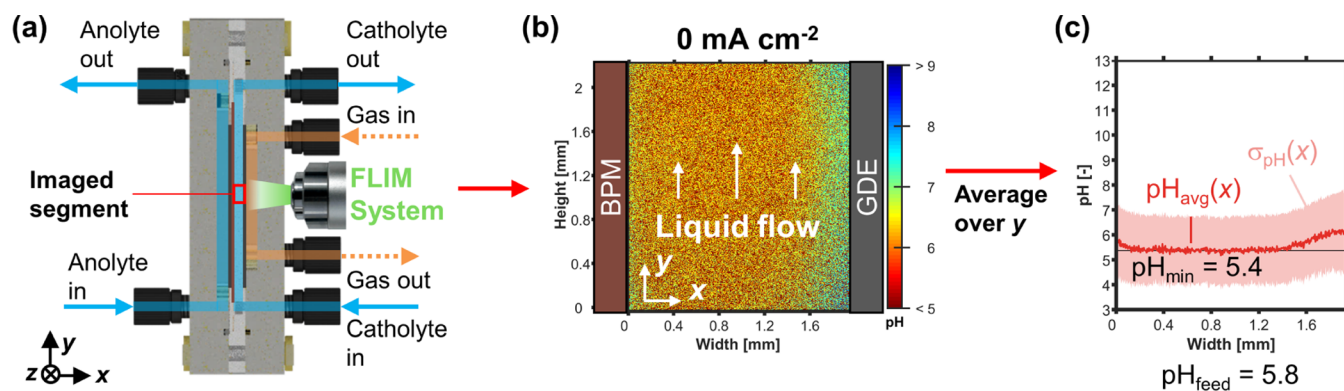 (a)
Anolyte
out
Catholyte
out
Gas in
Imaged
segment
FLIM
System
Anolyte
in
Gas out
Catholyte
in
y
z
x
(b)
0 mA cm-2
Height [mm]
2
1.6
1.2
0.8
0.4
0
BPM
GDE
Liquid flow
y
x
0 0.4 0.8 1.2 1.6
Width [mm]
> 9
8
7
6
< 5
pH
Average
over y
(c)
pH [-]
13
12
11
10
9
8
7
6
5
4
3
σpH(x)
pHavg(x)
pHmin = 5.4
0.4 0.8 1.2 1.6
Width [mm]
pHfeed = 5.8